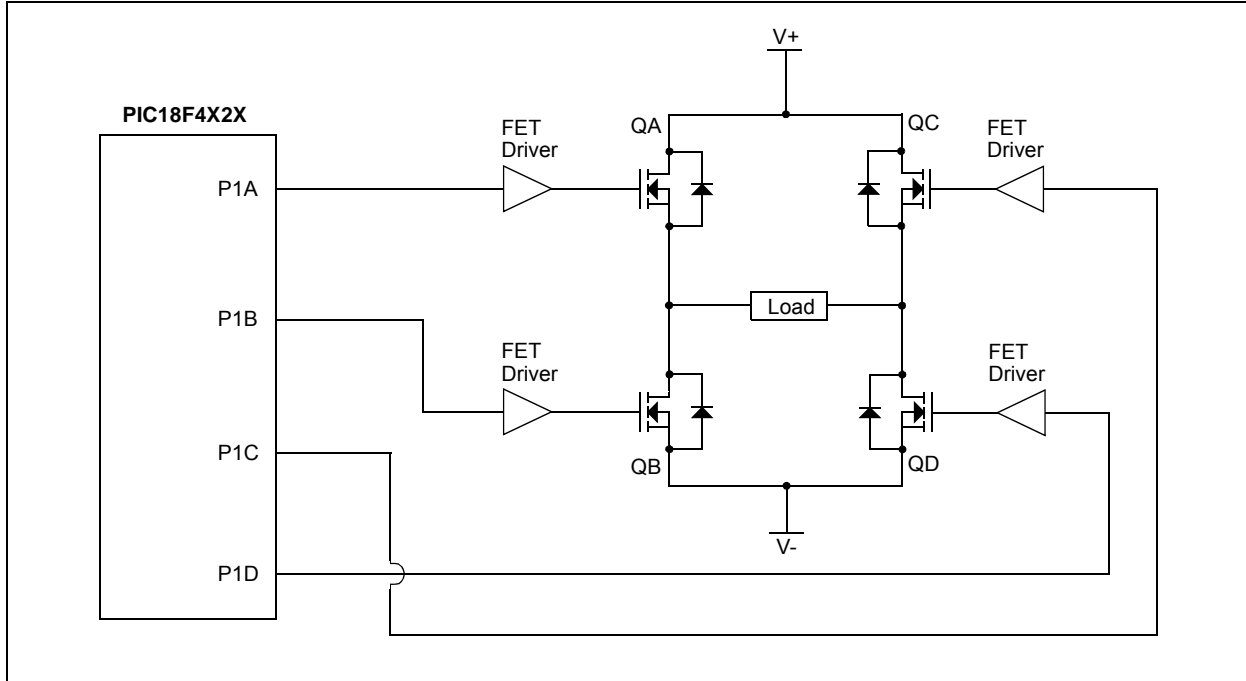 V+
PIC18F4X2X
FET
Driver
QA
QC
FET
Driver
P1A
Load
P1B
FET
Driver
FET
Driver
P1C
QB
QD
V-
P1D